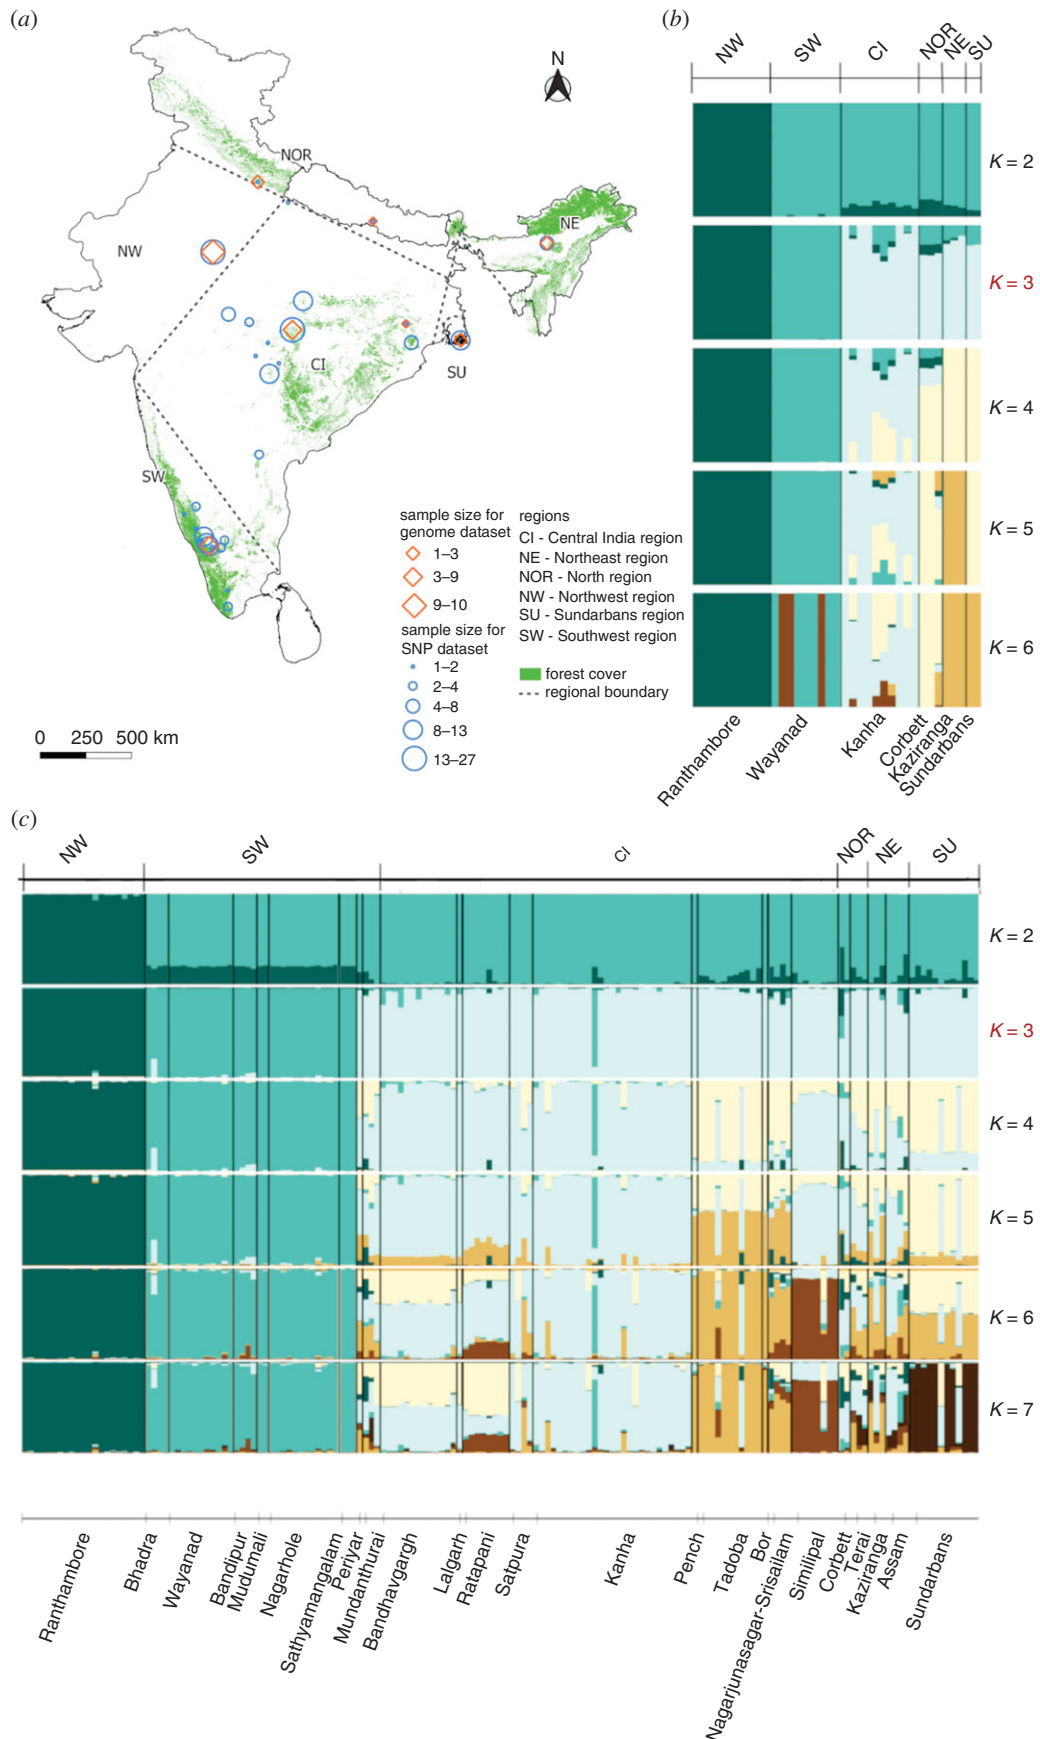 (a)
N
NOR
NE
NW
CI
SU
SW
sample size for
genome dataset
1–3
3–9
9–10
sample size for
SNP dataset
1–2
2–4
4–8
8–13
13–27
regions
CI - Central India region
NE - Northeast region
NOR - North region
NW - Northwest region
SU - Sundarbans region
SW - Southwest region
forest cover
regional boundary
0 250 500 km
(b)
NW SW CI NOR NE SU
K = 2
K = 3
K = 4
K = 5
K = 6
Ranthambore
Wayanad
Kanha
Corbett
Kaziranga
Sundarbans
(c)
NW SW CI NOR NE SU
K = 2
K = 3
K = 4
K = 5
K = 6
K = 7
Ranthambore
Bhadra
Wayanad
Bandipur
Mudumali
Nagarhole
Sathyamangalam
Periyar
Mundanthurai
Bandhavgargh
Lalgarh
Ratapani
Satpura
Kanha
Pench
Tadoba
Bor
Nagarjunasagar-Srisailam
Similipal
Corbett
Terai
Kaziranga
Assam
Sundarbans